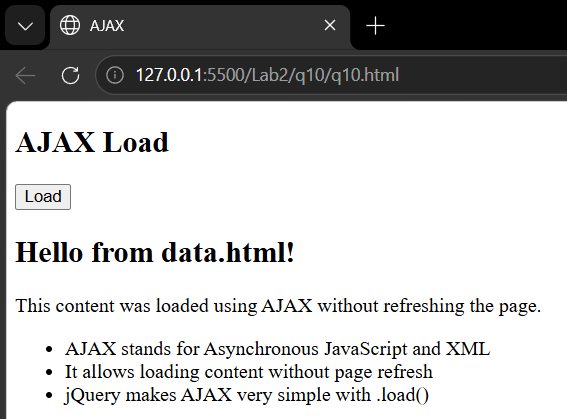 AJAX
127.0.0.1:5500/Lab2/q10/q10.html
AJAX Load
Load
Hello from data.html!
This content was loaded using AJAX without refreshing the page.
• AJAX stands for Asynchronous JavaScript and XML
• It allows loading content without page refresh
• jQuery makes AJAX very simple with .load()